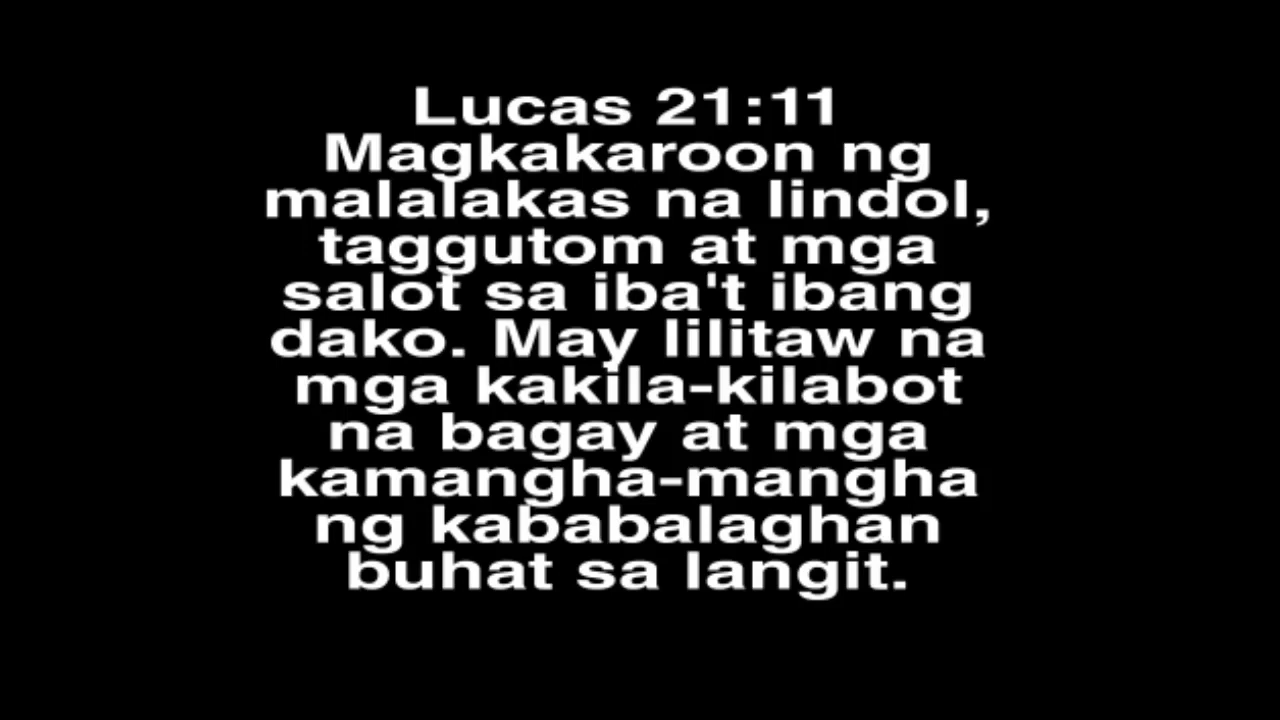 Lucas 21:11
Magkakaroon ng
malalakas na lindol,
taggutom at mga
salot sa iba't ibang
dako. May lilitaw na
mga kakila-kilabot
na bagay at mga
kamangha-mangha
ng kababalaghan
buhat sa langit.